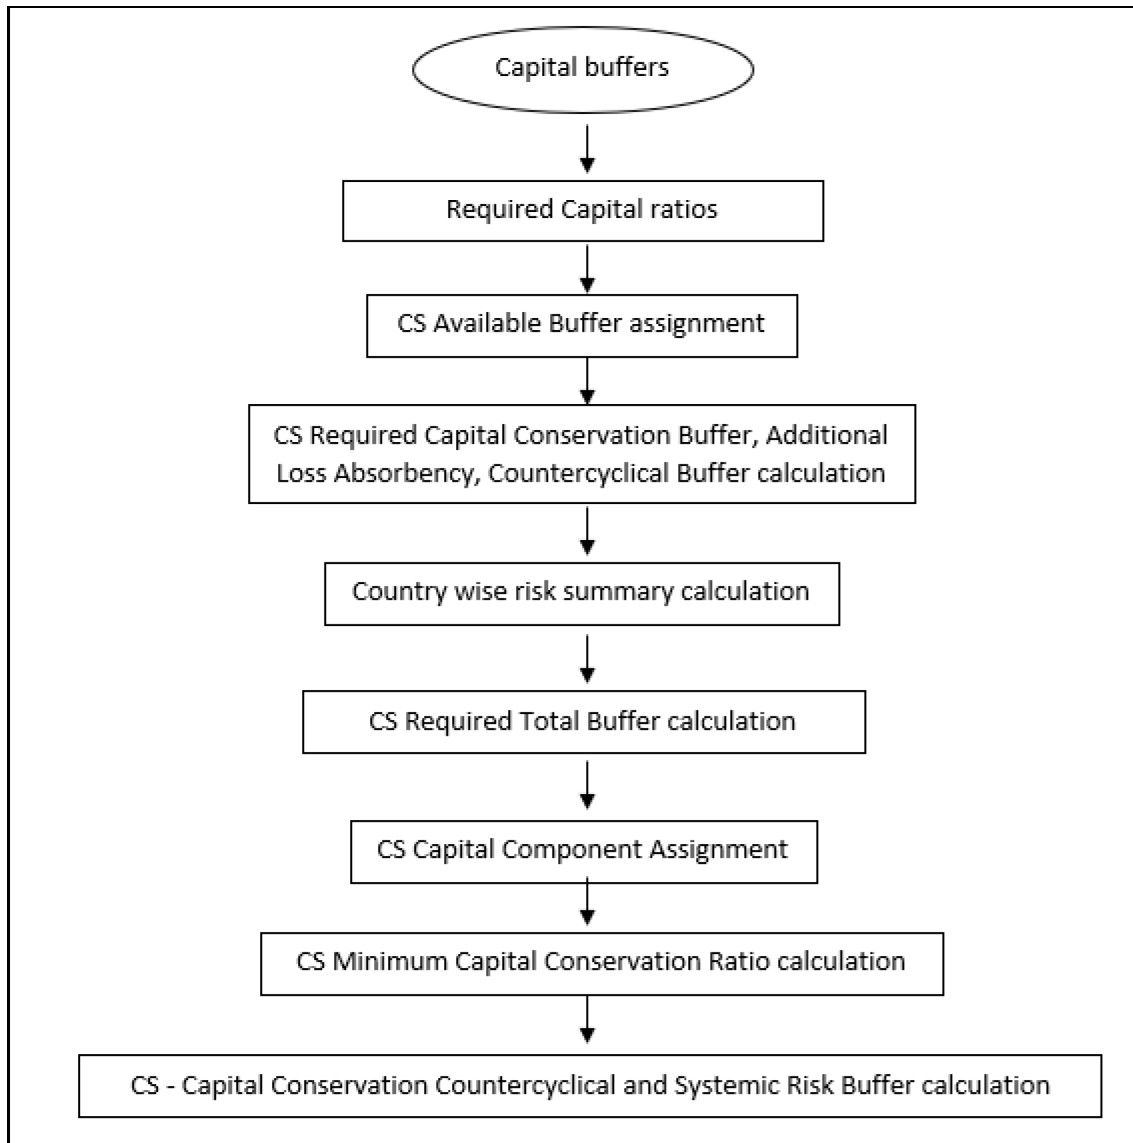 Capital buffers
Required Capital ratios
CS Available Buffer assignment
CS Required Capital Conservation Buffer, Additional
Loss Absorbency, Countercyclical Buffer calculation
Country wise risk summary calculation
CS Required Total Buffer calculation
CS Capital Component Assignment
CS Minimum Capital Conservation Ratio calculation
CS - Capital Conservation Countercyclical and Systemic Risk Buffer calculation